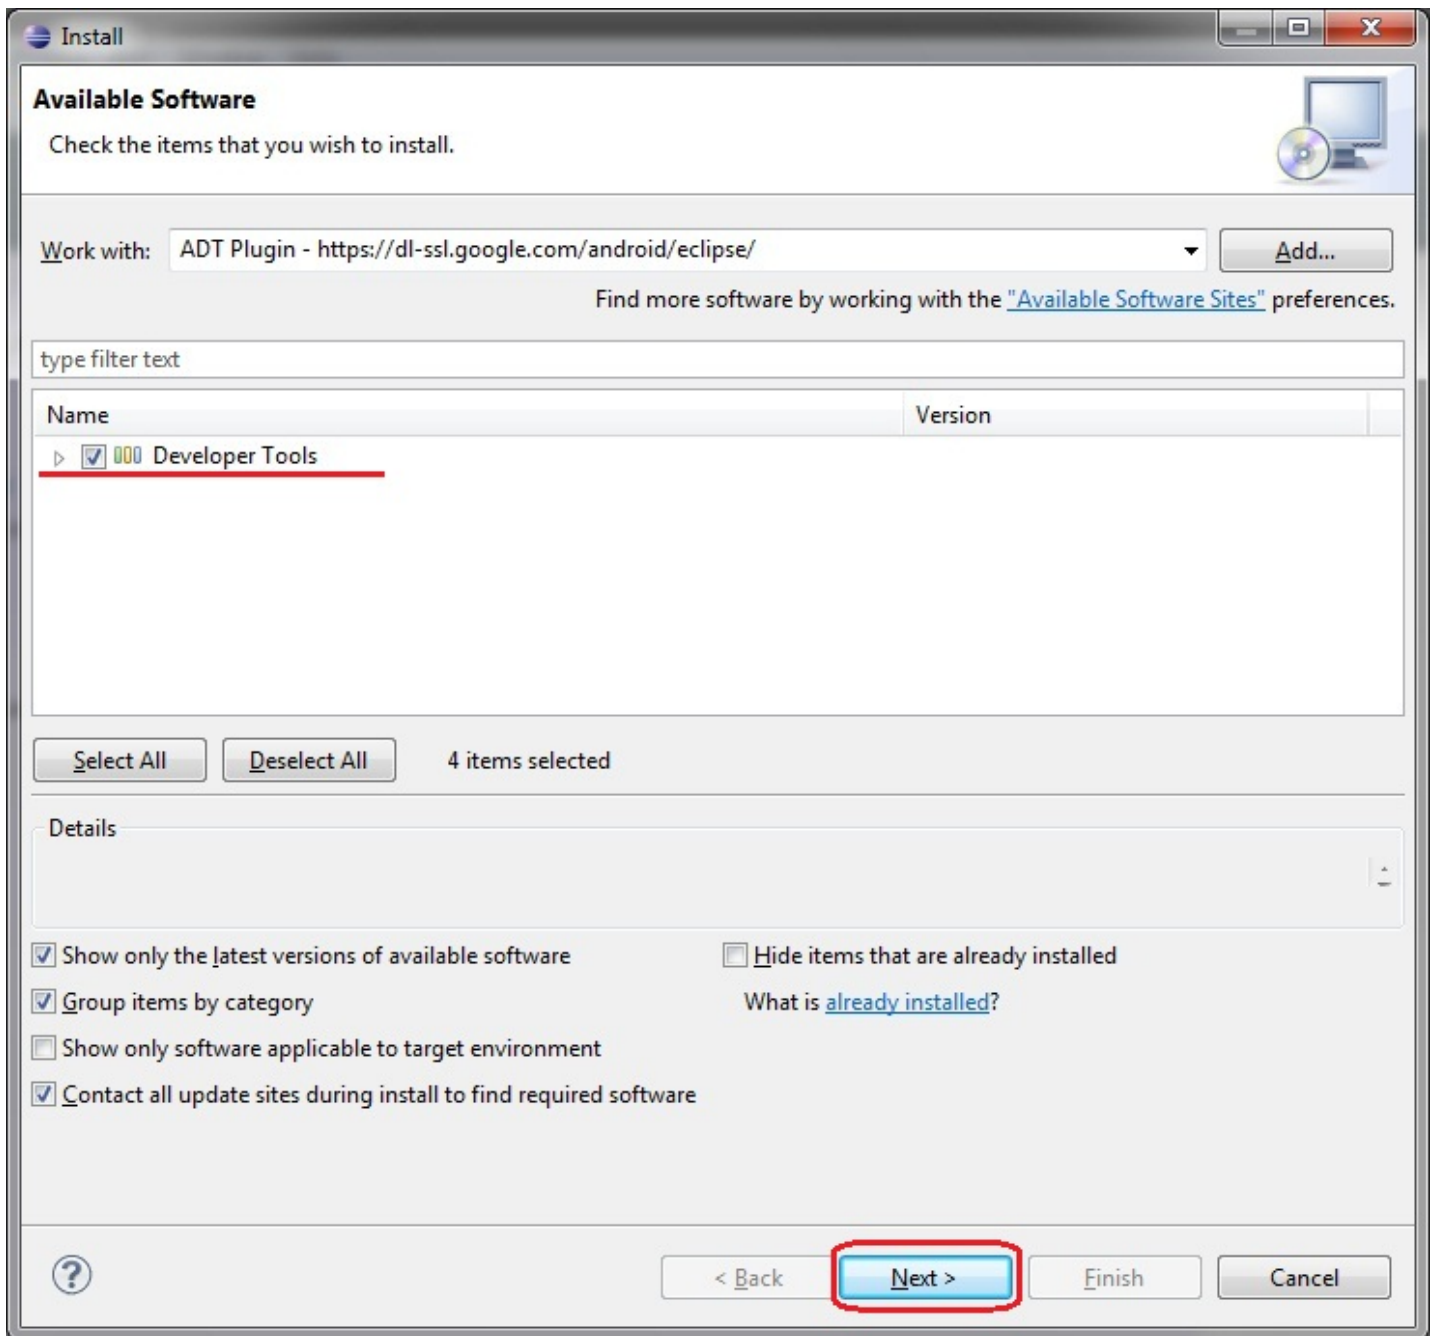 Install
Available Software
Check the items that you wish to install.
Work with: ADT Plugin - https://dl-ssl.google.com/android/eclipse/ Add...
Find more software by working with the "Available Software Sites" preferences.
type filter text
Name Version
Developer Tools
Select All Deselect All 4 items selected
Details
Show only the latest versions of available software Hide items that are already installed
Group items by category What is already installed?
Show only software applicable to target environment
Contact all update sites during install to find required software
< Back Next > Finish Cancel